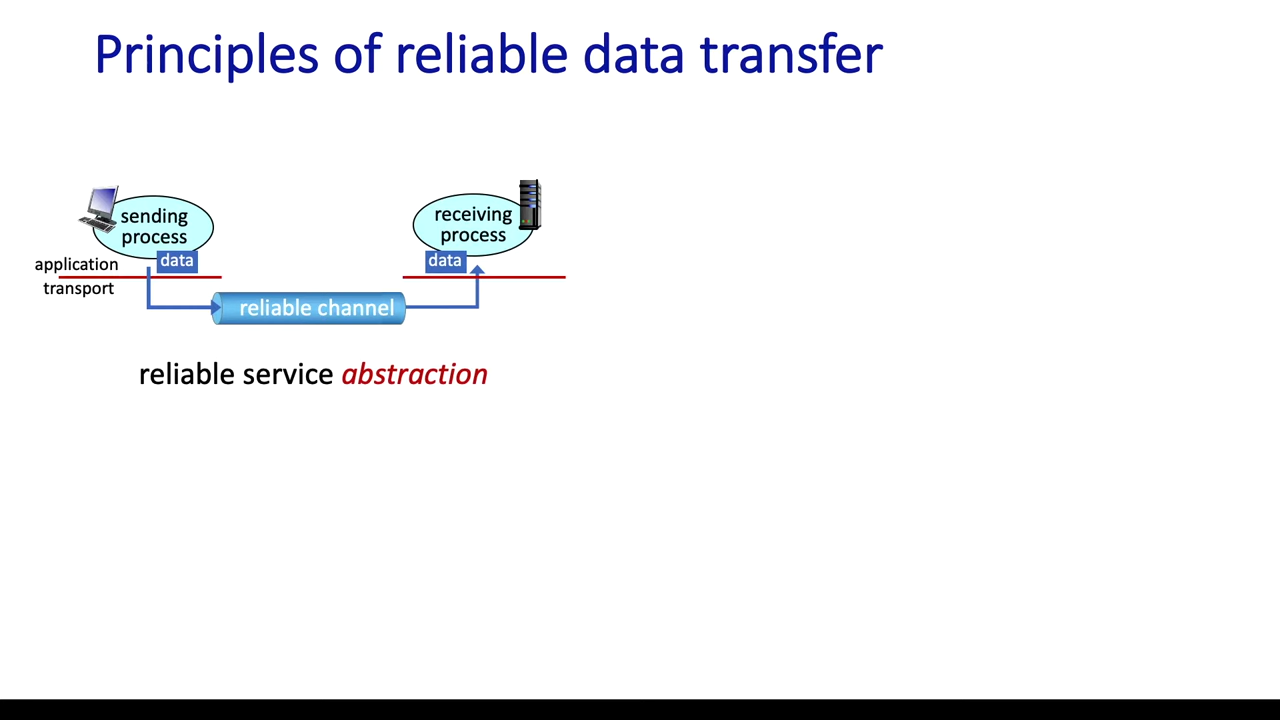 Principles of reliable data transfer
sending
process
data
receiving
process
data
application
transport
reliable channel
reliable service abstraction